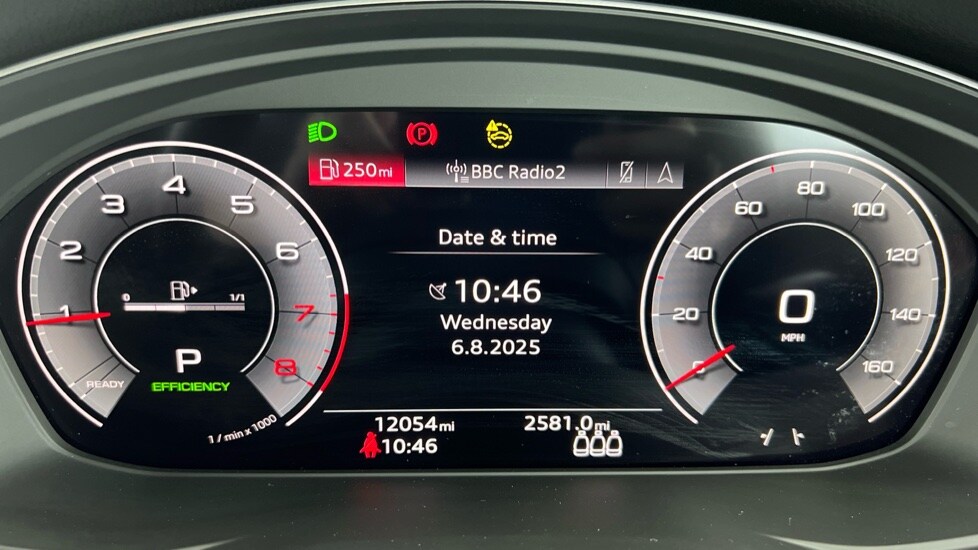 P
250mi
BBC Radio2
Date & time
10:46
Wednesday
6.8.2025
12054mi
2581.0mi
10:46
1
2
3
4
5
6
7
8
0
1/1
P
EFFICIENCY
READY
1 / min x 1000
0
20
40
60
80
100
120
140
160
0
MPH